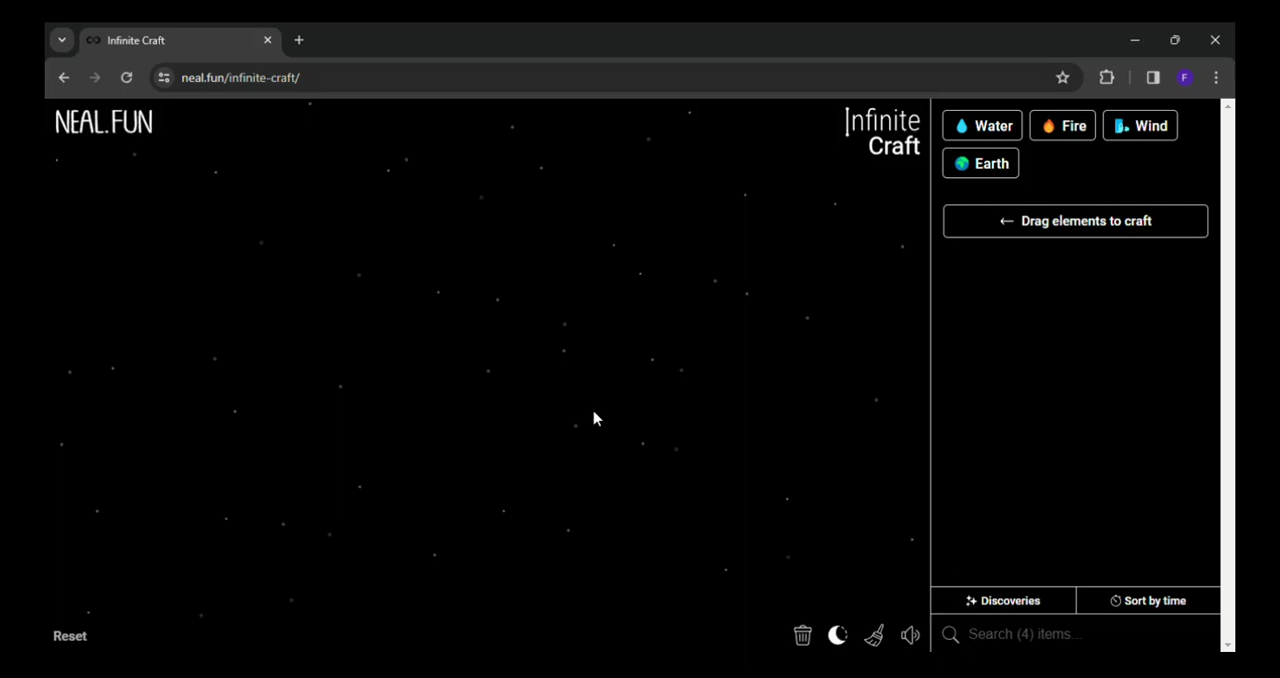 Infinite Craft
neal.fun/infinite-craft/
F
NEAL.FUN
Infinite
Craft
Water
Fire
Wind
Earth
← Drag elements to craft
Discoveries
Sort by time
Reset
Search (4) items...